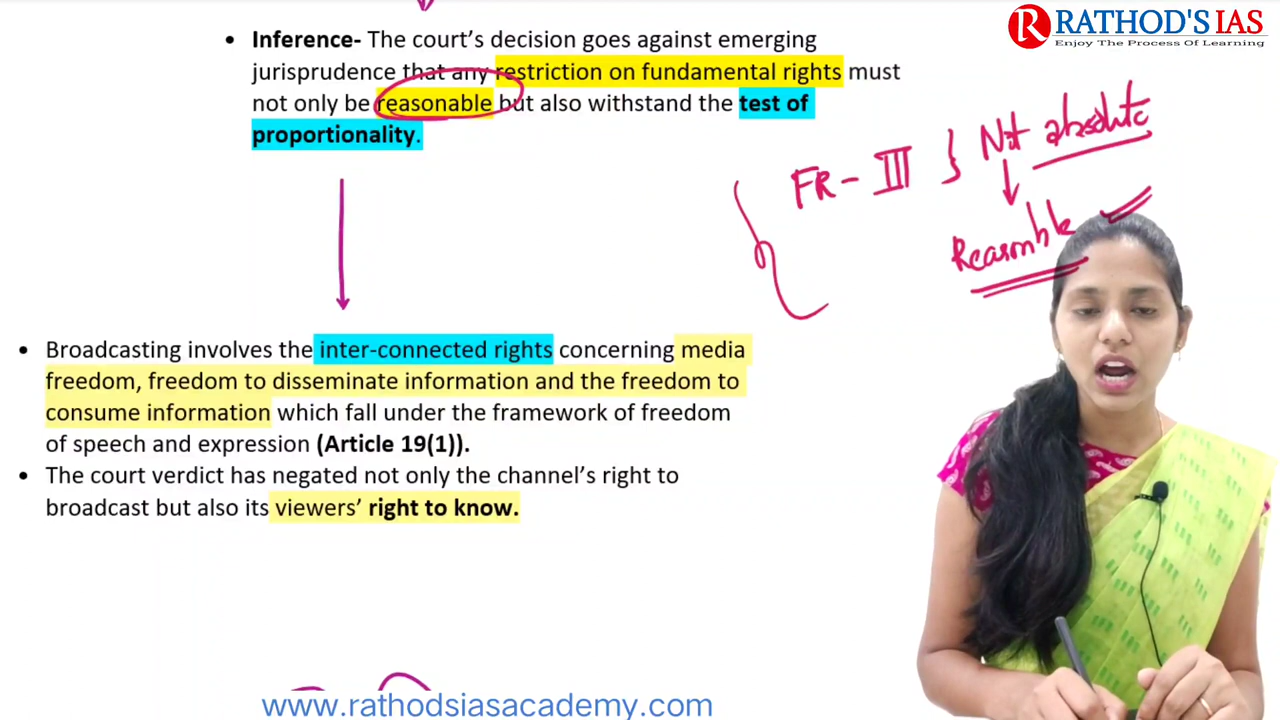 RATHOD'S IAS
Enjoy The Process Of Learning
• Inference- The court's decision goes against emerging
jurisprudence that any restriction on fundamental rights must
not only be reasonable but also withstand the test of
proportionality.
FR - III } Not absolute
Reasonble
• Broadcasting involves the inter-connected rights concerning media
freedom, freedom to disseminate information and the freedom to
consume information which fall under the framework of freedom
of speech and expression (Article 19(1)).
• The court verdict has negated not only the channel's right to
broadcast but also its viewers' right to know.
www.rathodsiasacademy.com